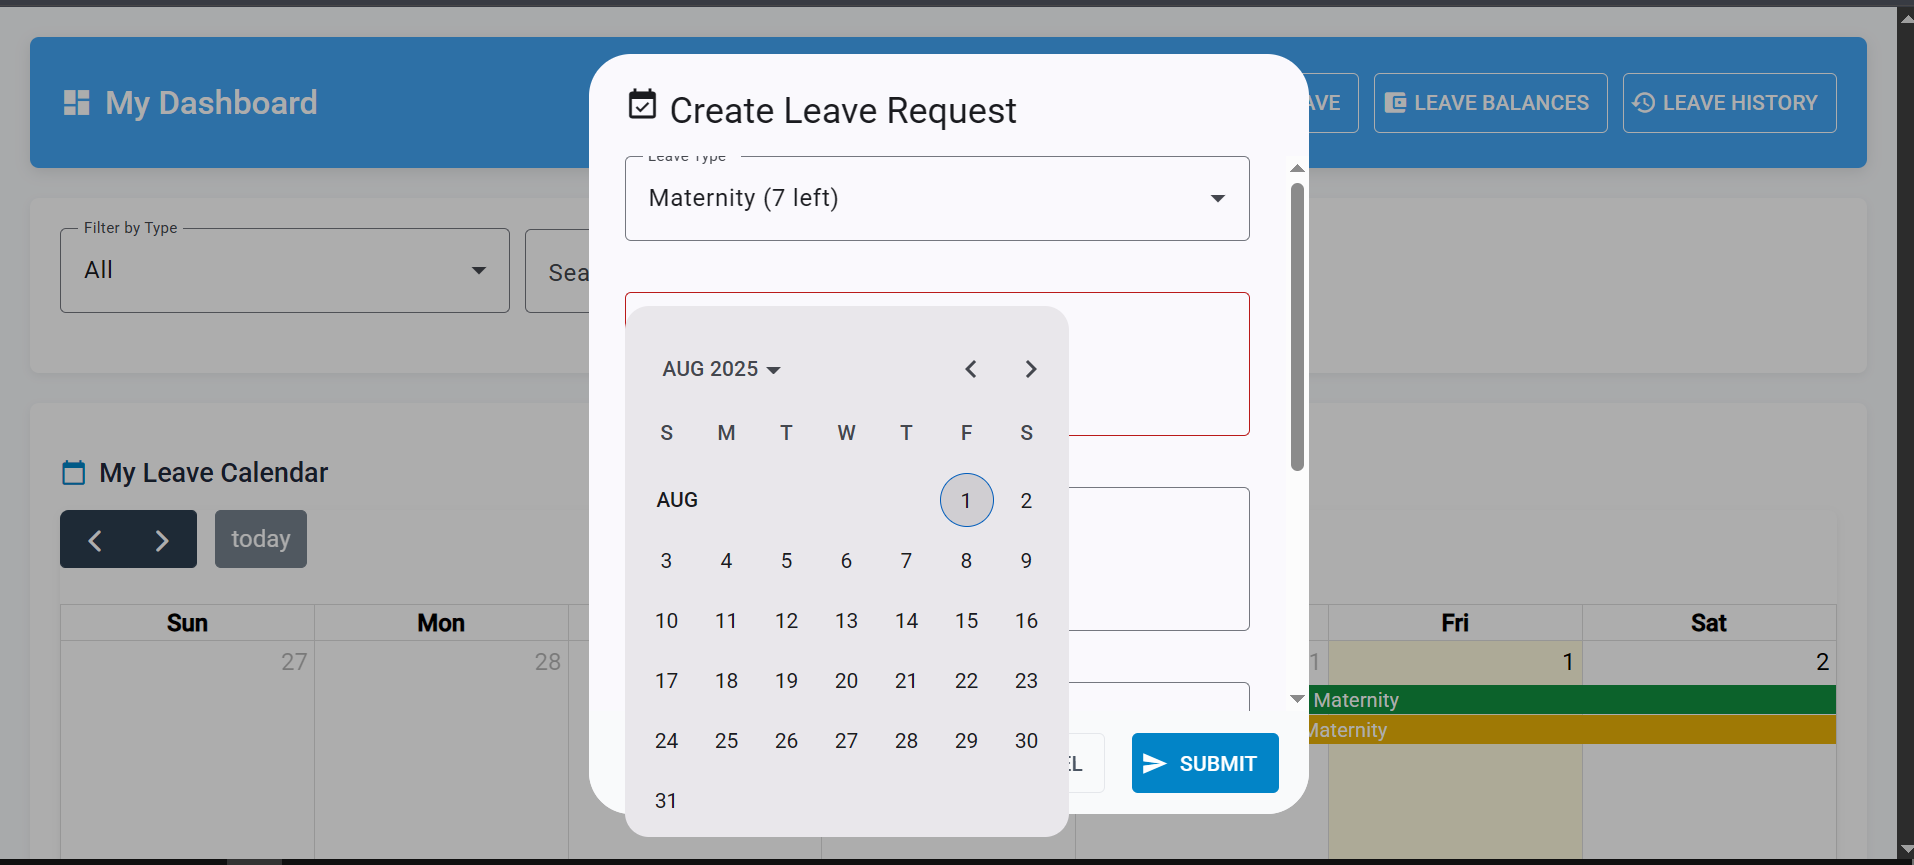 My Dashboard
LEAVE BALANCES
LEAVE HISTORY
Create Leave Request
Leave Type
Maternity (7 left)
Filter by Type
All
AUG 2025
S M T W T F S
AUG 1 2
3 4 5 6 7 8 9
10 11 12 13 14 15 16
17 18 19 20 21 22 23
24 25 26 27 28 29 30
31
SUBMIT
My Leave Calendar
today
Sun Mon Fri Sat
27 28 1 2
Maternity
Maternity